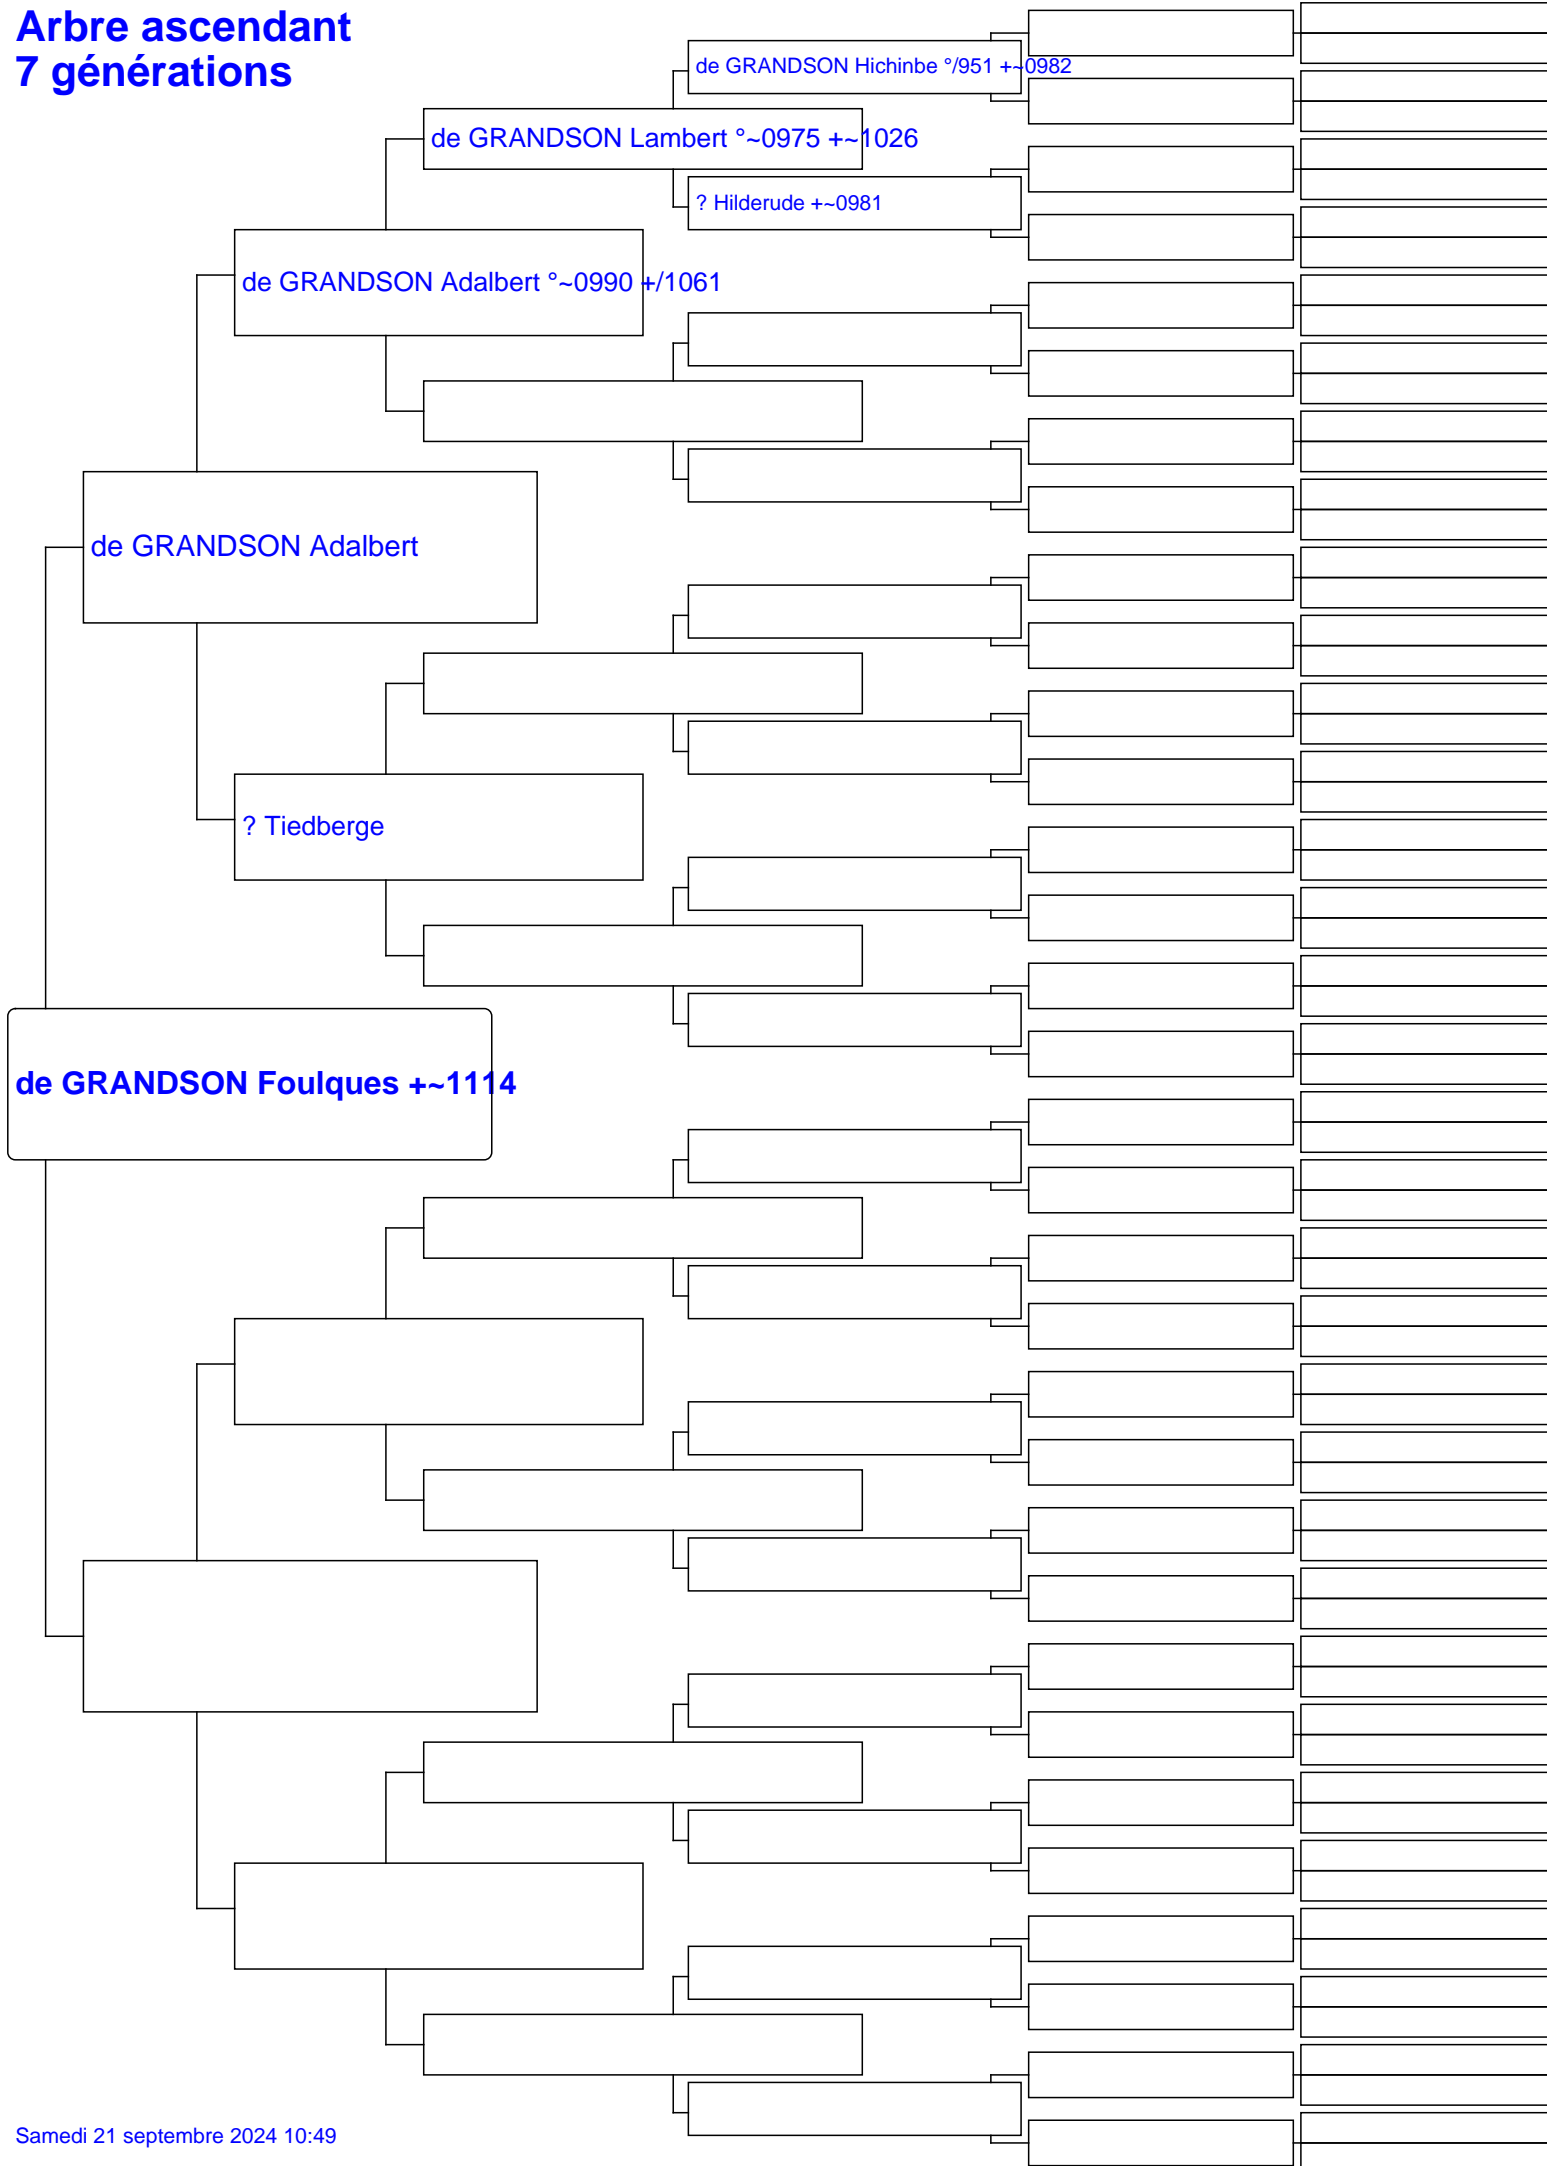 Arbre ascendant
7 générations
de GRANDSON Hichinbe °/951 +~0982
de GRANDSON Lambert °~0975 +~1026
? Hilderude +~0981
de GRANDSON Adalbert °~0990 +/1061
de GRANDSON Adalbert
? Tiedberge
de GRANDSON Foulques +~1114
Samedi 21 septembre 2024 10:49